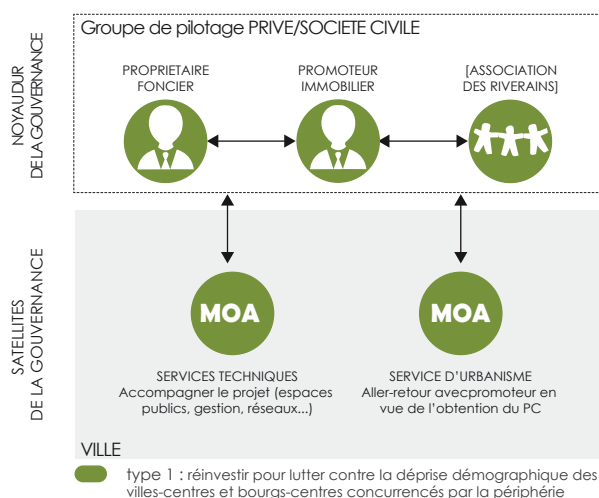 Groupe de pilotage PRIVE/SOCIETE CIVILE
NOYAU DUR
DE LA GOUVERNANCE
PROPRIETAIRE
FONCIER
PROMOTEUR
IMMOBILIER
[ASSOCIATION
DES RIVERAINS]
SATELLITES
DE LA GOUVERNANCE
MOA
MOA
SERVICES TECHNIQUES
Accompagner le projet (espaces
publics, gestion, réseaux...)
SERVICE D'URBANISME
Aller-retour avecpromoteur en
vue de l'obtention du PC
VILLE
type 1 : réinvestir pour lutter contre la déprise démographique des
villes-centres et bourgs-centres concurrencés par la périphérie